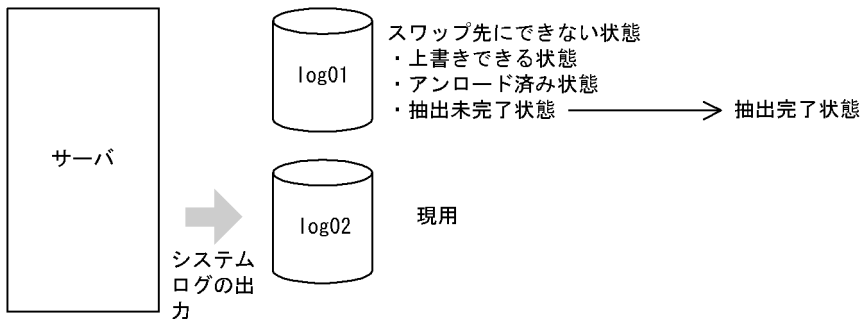 サーバ
システム
ログの出
力
log01
スワップ先にできない状態
・上書きできる状態
・アンロード済み状態
・抽出未完了状態
抽出完了状態
log02
現用